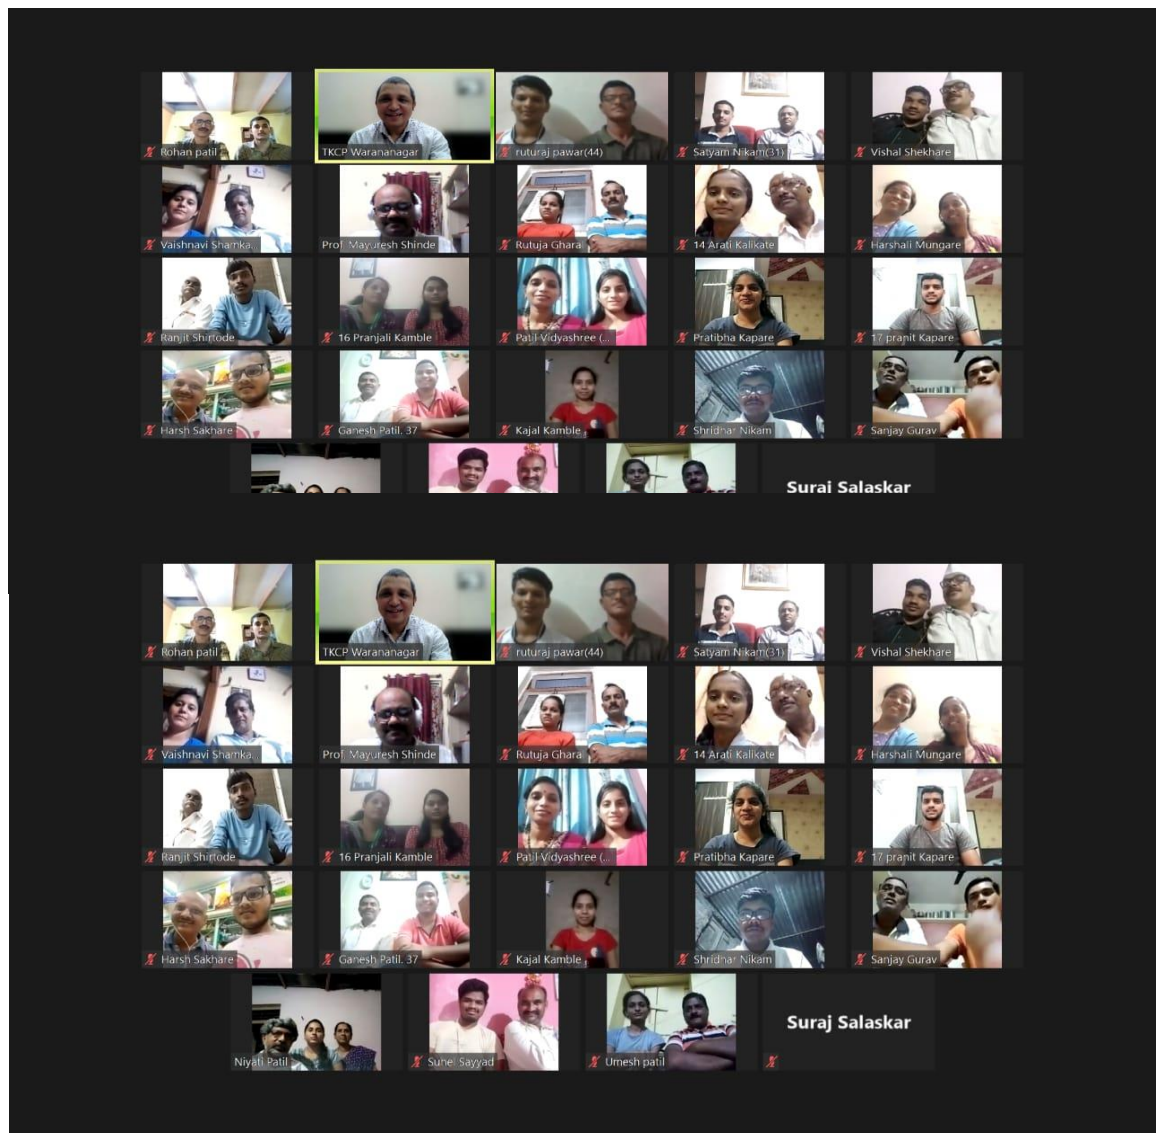 Rohan patil
TKCP Warananagar
ruturaj pawar(44)
Satyam Nikam(31)
Vishal Shekhare
Vaishnavi Shamka...
Prof. Mayuresh Shinde
Rutuja Ghara
14 Arati Kalikate
Harshali Mungare
Ranjit Shirtode
16 Pranjali Kamble
Patil Vidyashree (...
Pratibha Kapare
17 pranit Kapare
Harsh Sakhare
Ganesh Patil. 37
Kajal Kamble
Shridhar Nikam
Sanjay Gurav
Suraj Salaskar
Rohan patil
TKCP Warananagar
ruturaj pawar(44)
Satyam Nikam(31)
Vishal Shekhare
Vaishnavi Shamka...
Prof. Mayuresh Shinde
Rutuja Ghara
14 Arati Kalikate
Harshali Mungare
Ranjit Shirtode
16 Pranjali Kamble
Patil Vidyashree (...
Pratibha Kapare
17 pranit Kapare
Harsh Sakhare
Ganesh Patil. 37
Kajal Kamble
Shridhar Nikam
Sanjay Gurav
Niyati Patil
Suhel Sayyad
Umesh patil
Suraj Salaskar